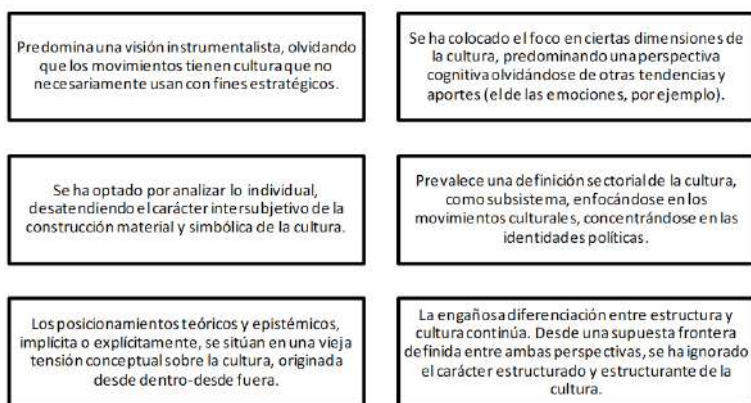 Predomina una visión instrumentalista, olvidando
que los movimientos tienen cultura que no
necesariamente usan con fines estratégicos.
Se ha colocado el foco en ciertas dimensiones de
la cultura, predominando una perspectiva
cognitiva olvidándose de otras tendencias y
aportes (el de las emociones, por ejemplo).
Se ha optado por analizar lo individual,
desatendiendo el carácter intersubjetivo de la
construcción material y simbólica de la cultura.
Prevalece una definición sectorial de la cultura,
como subsistema, enfocándose en los
movimientos culturales, concentrándose en las
identidades políticas.
Los posicionamientos teóricos y epistémicos,
implícita o explícitamente, se sitúan en una vieja
tensión conceptual sobre la cultura, originada
desde dentro-desde fuera.
La engañosa diferenciación entre estructura y
cultura continúa. Desde una supuesta frontera
definida entre ambas perspectivas, se ha ignorado
el carácter estructurado y estructurante de la
cultura.